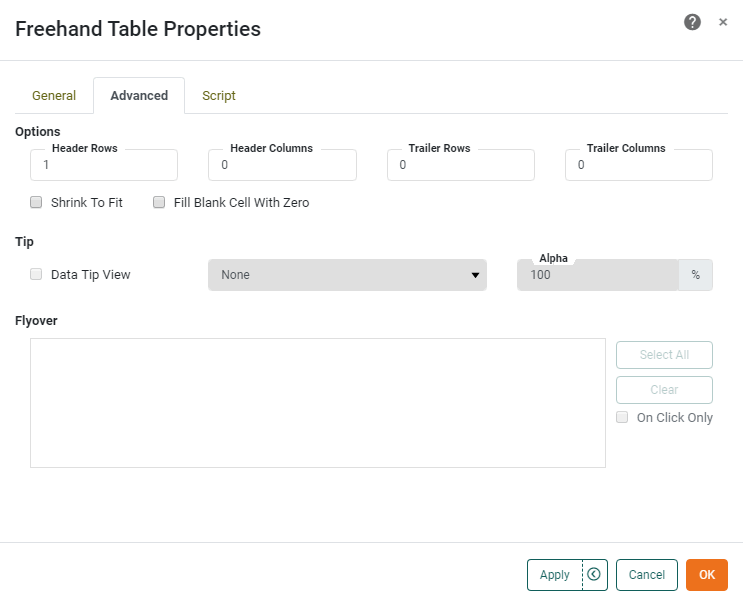 Freehand Table Properties
? ×
General Advanced Script
Options
Header Rows Header Columns Trailer Rows Trailer Columns
1 0 0 0
Shrink To Fit Fill Blank Cell With Zero
Tip
Alpha
Data Tip View None 100 %
Flyover
Select All
Clear
On Click Only
Apply Cancel OK